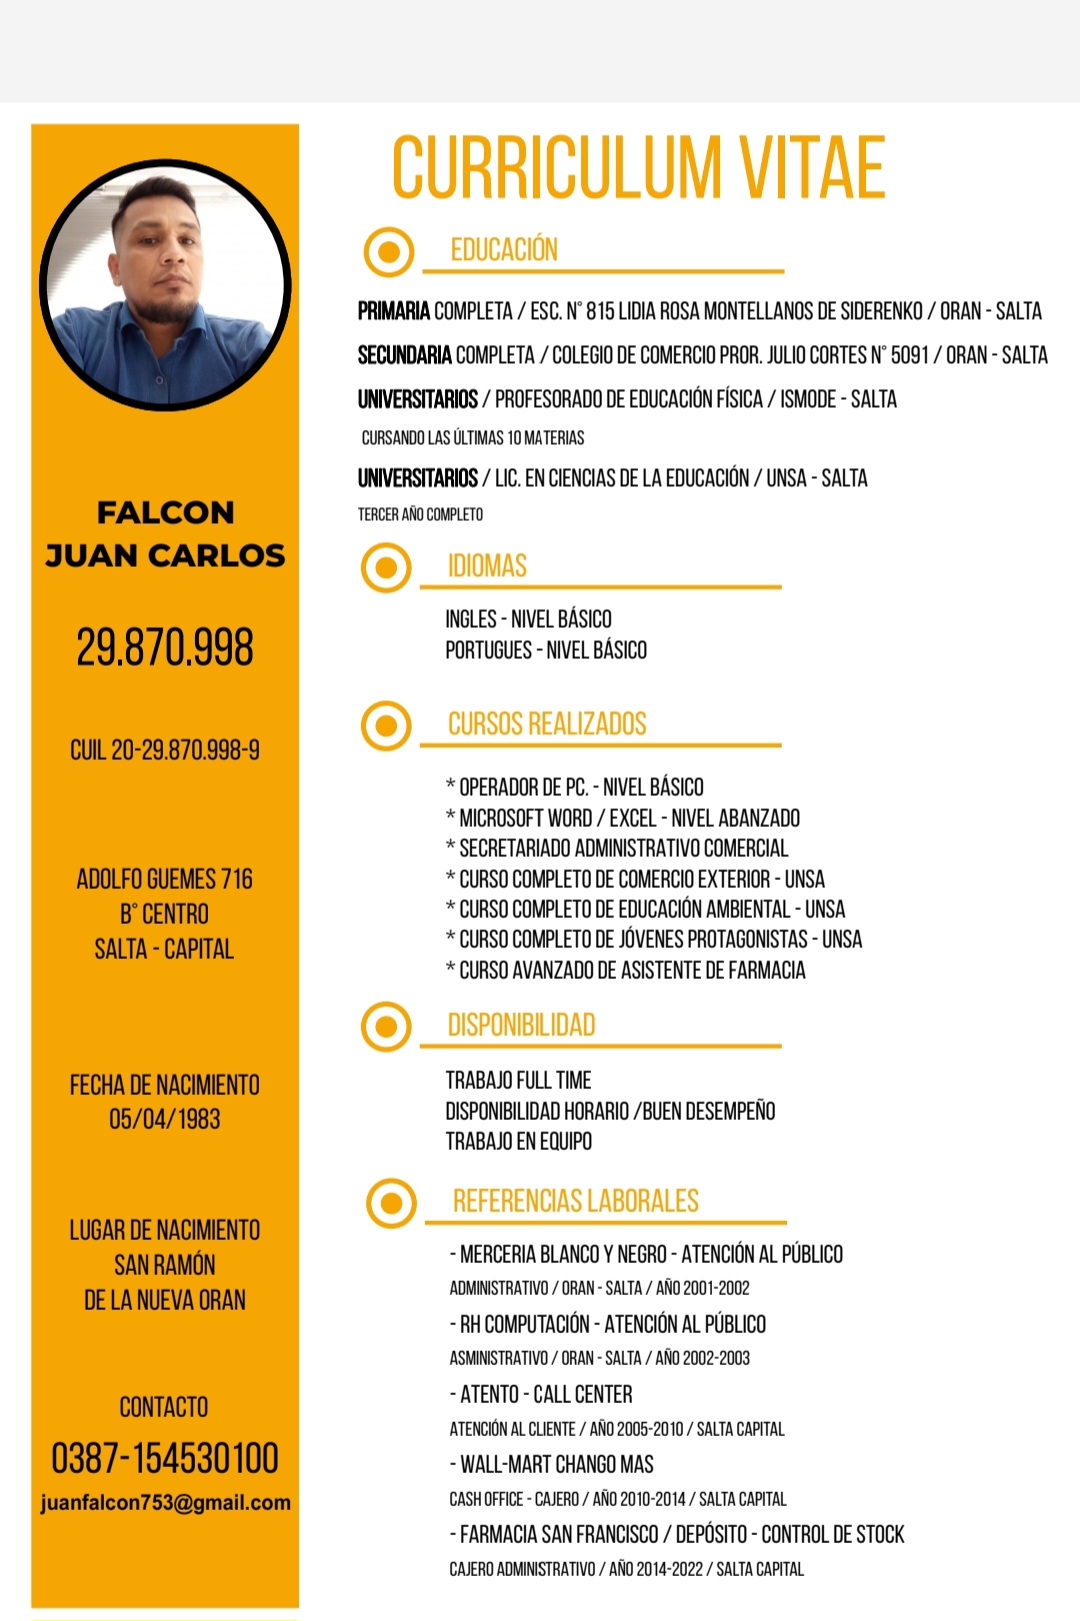 FALCON
JUAN CARLOS
29.870.998
CUIL 20-29.870.998-9
ADOLFO GUEMES 716
B° CENTRO
SALTA - CAPITAL
FECHA DE NACIMIENTO
05/04/1983
LUGAR DE NACIMIENTO
SAN RAMÓN
DE LA NUEVA ORAN
CONTACTO
0387-154530100
juanfalcon753@gmail.com
CURRICULUM VITAE
EDUCACIÓN
PRIMARIA COMPLETA / ESC. N° 815 LIDIA ROSA MONTELLANOS DE SIDERENKO / ORAN - SALTA
SECUNDARIA COMPLETA / COLEGIO DE COMERCIO PROR. JULIO CORTES N° 5091 / ORAN - SALTA
UNIVERSITARIOS / PROFESORADO DE EDUCACIÓN FÍSICA / ISMODE - SALTA
CURSANDO LAS ÚLTIMAS 10 MATERIAS
UNIVERSITARIOS / LIC. EN CIENCIAS DE LA EDUCACIÓN / UNSA - SALTA
TERCER AÑO COMPLETO
IDIOMAS
INGLES - NIVEL BÁSICO
PORTUGUES - NIVEL BÁSICO
CURSOS REALIZADOS
* OPERADOR DE PC. - NIVEL BÁSICO
* MICROSOFT WORD / EXCEL - NIVEL ABANZADO
* SECRETARIADO ADMINISTRATIVO COMERCIAL
* CURSO COMPLETO DE COMERCIO EXTERIOR - UNSA
* CURSO COMPLETO DE EDUCACIÓN AMBIENTAL - UNSA
* CURSO COMPLETO DE JÓVENES PROTAGONISTAS - UNSA
* CURSO AVANZADO DE ASISTENTE DE FARMACIA
DISPONIBILIDAD
TRABAJO FULL TIME
DISPONIBILIDAD HORARIO /BUEN DESEMPEÑO
TRABAJO EN EQUIPO
REFERENCIAS LABORALES
- MERCERIA BLANCO Y NEGRO - ATENCIÓN AL PÚBLICO
ADMINISTRATIVO / ORAN - SALTA / AÑO 2001-2002
- RH COMPUTACIÓN - ATENCIÓN AL PÚBLICO
ASMINISTRATIVO / ORAN - SALTA / AÑO 2002-2003
- ATENTO - CALL CENTER
ATENCIÓN AL CLIENTE / AÑO 2005-2010 / SALTA CAPITAL
- WALL-MART CHANGO MAS
CASH OFFICE - CAJERO / AÑO 2010-2014 / SALTA CAPITAL
- FARMACIA SAN FRANCISCO / DEPÓSITO - CONTROL DE STOCK
CAJERO ADMINISTRATIVO / AÑO 2014-2022 / SALTA CAPITAL